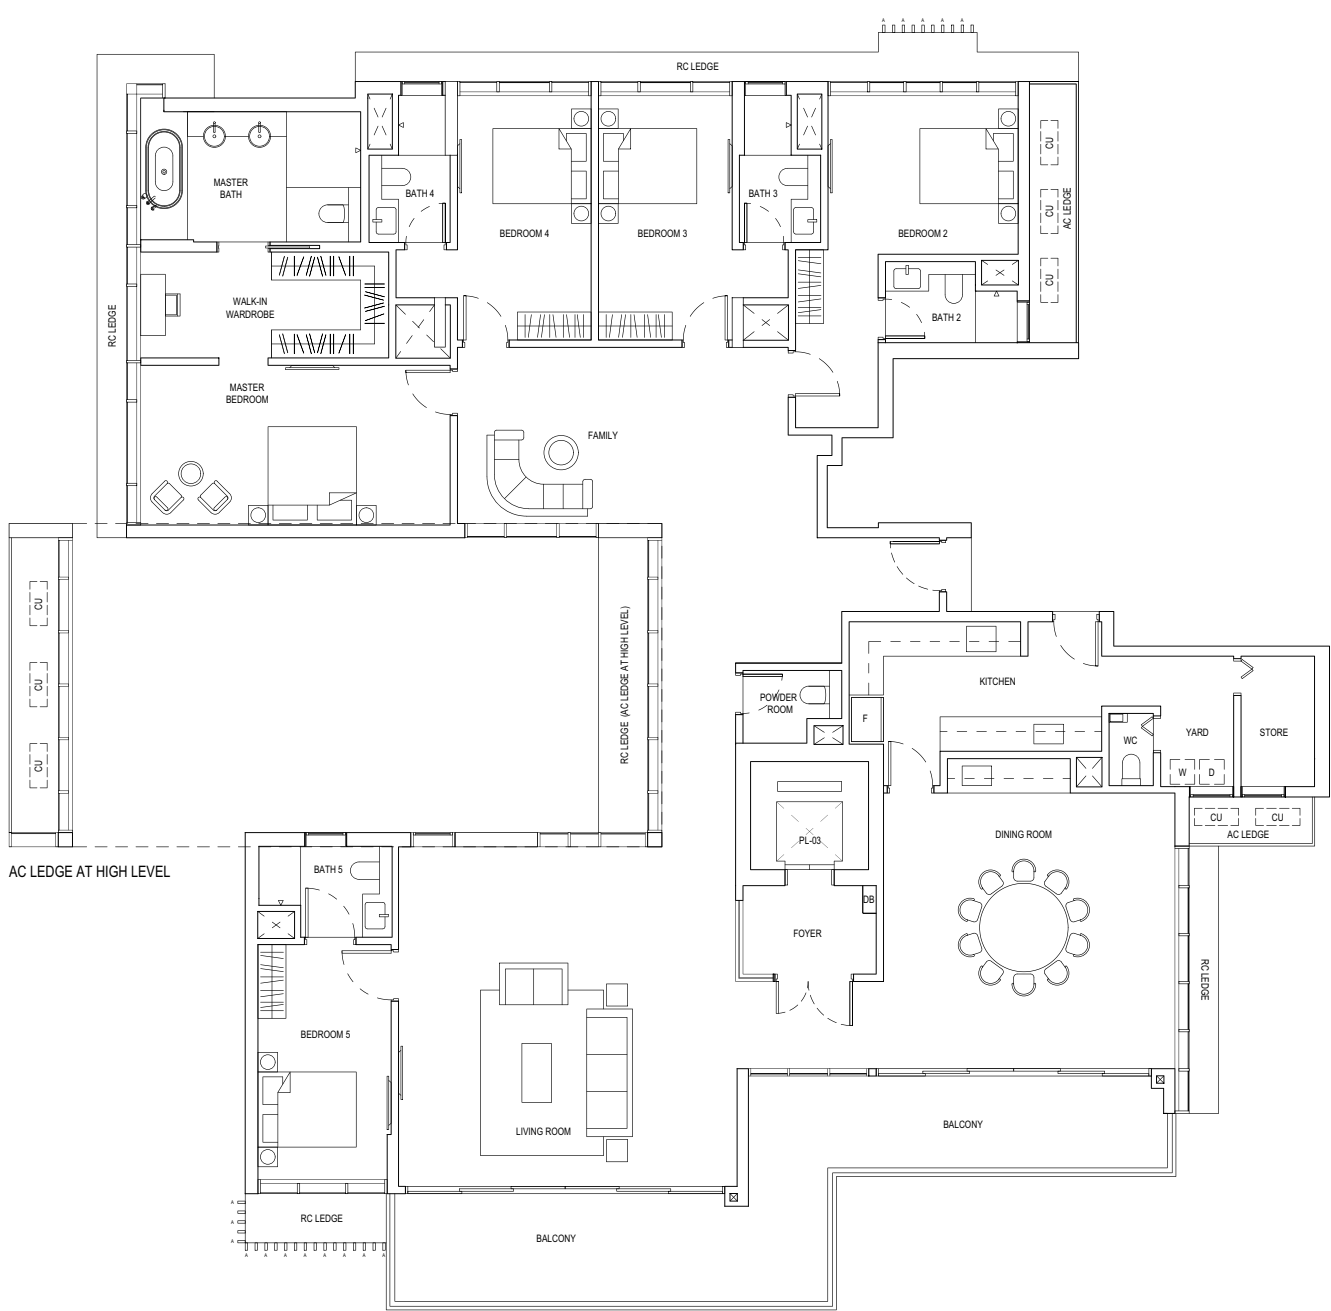 A A A A A
RC LEDGE
CU
CU
CU
AC LEDGE
MASTER
BATH
BATH 4
BEDROOM 4
BEDROOM 3
BATH 3
BEDROOM 2
BATH 2
WALK-IN
WARDROBE
RC LEDGE
MASTER
BEDROOM
FAMILY
CU
CU
CU
RC LEDGE (AC LEDGE AT HIGH LEVEL)
KITCHEN
POWDER
ROOM
F
WC
YARD
STORE
W
D
CU
CU
AC LEDGE
PL-03
DINING ROOM
AC LEDGE AT HIGH LEVEL
BATH 5
DB
FOYER
RC LEDGE
BEDROOM 5
LIVING ROOM
BALCONY
A
A
A
RC LEDGE
BALCONY
A A A A A A A A